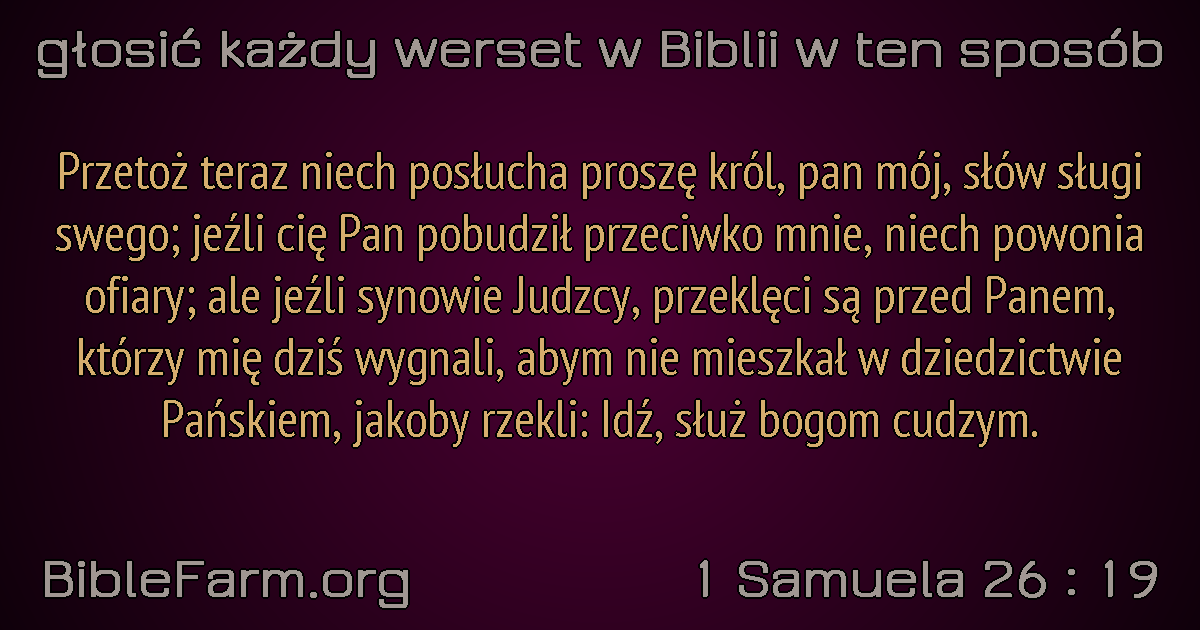 głosić każdy werset w Biblii w ten sposób
Przetoż teraz niech posłucha proszę król, pan mój, słów sługi
swego; jeźli cię Pan pobudził przeciwko mnie, niech powonia
ofiary; ale jeźli synowie Judzcy, przeklęci są przed Panem,
którzy mię dziś wygnali, abym nie mieszkał w dziedzictwie
Pańskiem, jakoby rzekli: Idź, służ bogom cudzym.
BibleFarm.org
1 Samuela 26 : 19